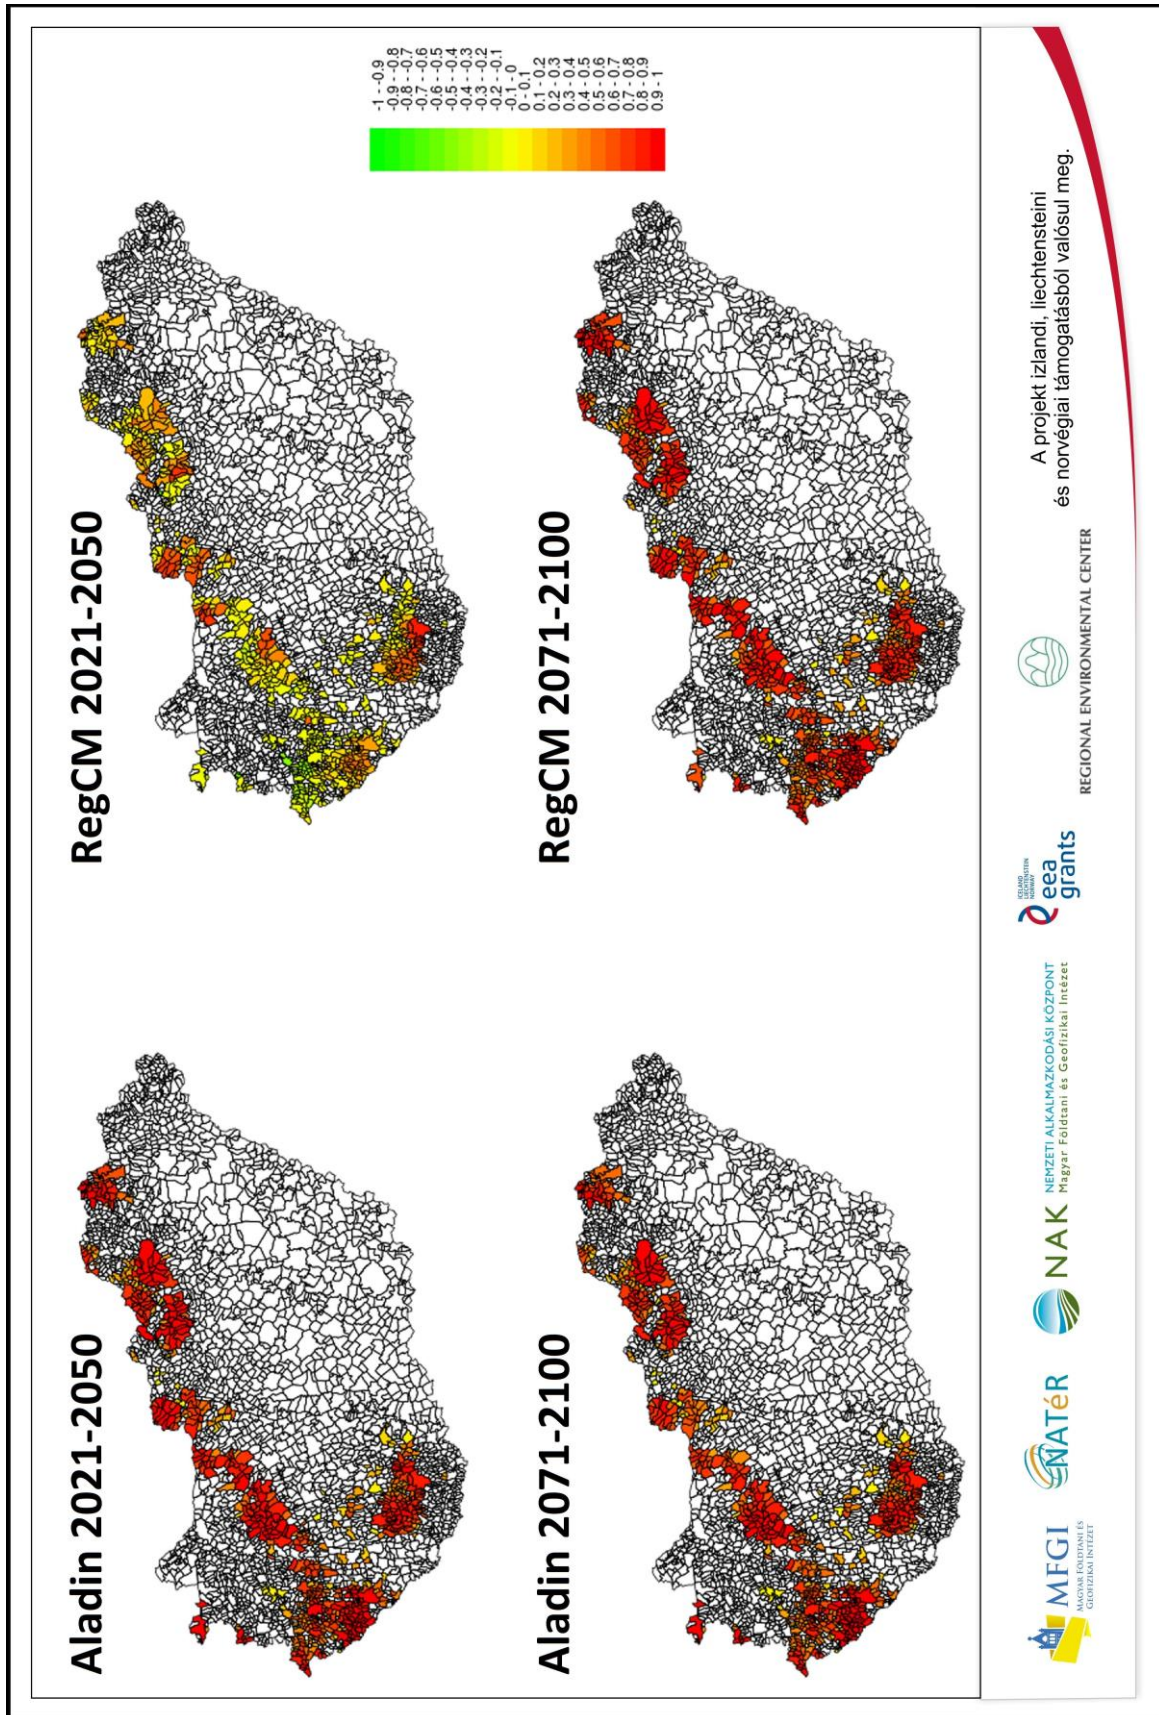 Aladin 2021-2050
RegCM 2021-2050
-1 - -0.9
-0.9 - -0.8
-0.8 - -0.7
-0.7 - -0.6
-0.6 - -0.5
-0.5 - -0.4
-0.4 - -0.3
-0.3 - -0.2
-0.2 - -0.1
-0.1 - 0
0 - 0.1
0.1 - 0.2
0.2 - 0.3
0.3 - 0.4
0.4 - 0.5
0.5 - 0.6
0.6 - 0.7
0.7 - 0.8
0.8 - 0.9
0.9 - 1
Aladin 2071-2100
RegCM 2071-2100
MFGI
MAGYAR FÖLDTANI ÉS
GEOFIZIKAI INTÉZET
NATéR
NAK
NEMZETI ALKALMAZKODÁSI KÖZPONT
Magyar Földtani és Geofizikai Intézet
ICELAND
LIECHTENSTEIN
NORWAY
eea
grants
REGIONAL ENVIRONMENTAL CENTER
A projekt izlandi, liechtensteini
és norvégiai támogatásból valósul meg.